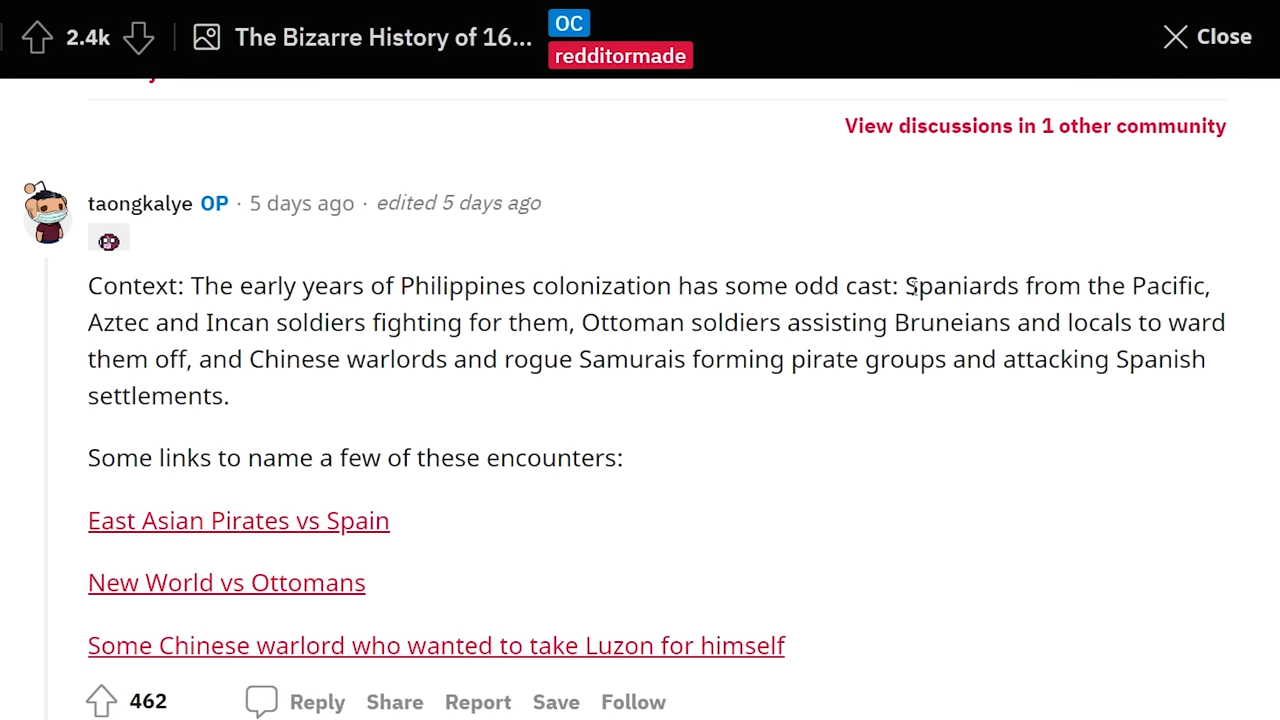 2.4k The Bizarre History of 16... OC
redditormade
Close
View discussions in 1 other community
taongkalye OP · 5 days ago · edited 5 days ago
Context: The early years of Philippines colonization has some odd cast: Spaniards from the Pacific,
Aztec and Incan soldiers fighting for them, Ottoman soldiers assisting Bruneians and locals to ward
them off, and Chinese warlords and rogue Samurais forming pirate groups and attacking Spanish
settlements.
Some links to name a few of these encounters:
East Asian Pirates vs Spain
New World vs Ottomans
Some Chinese warlord who wanted to take Luzon for himself
462 Reply Share Report Save Follow